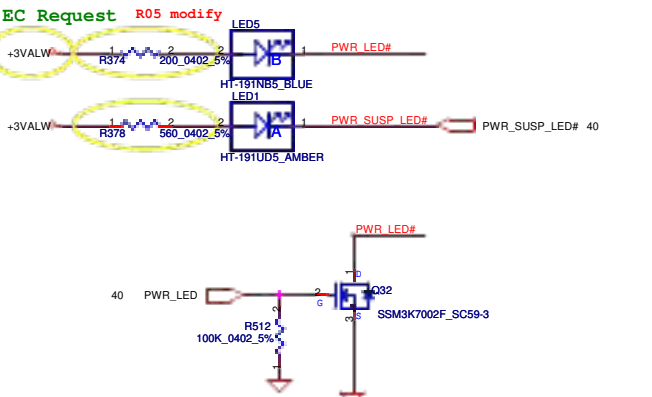 EC Request R05 modify
LED5
+3VALW 1 2 2 B 1 PWR_LED#
R374 200_0402_5%
HT-191NB5_BLUE
LED1
+3VALW 1 2 2 A 1 PWR_SUSP_LED# PWR_SUSP_LED# 40
R378 560_0402_5%
HT-191UD5_AMBER
PWR_LED#
1 D
40 PWR_LED 2 G Q32
3 S SSM3K7002F_SC59-3
2
R512
100K_0402_5%
1